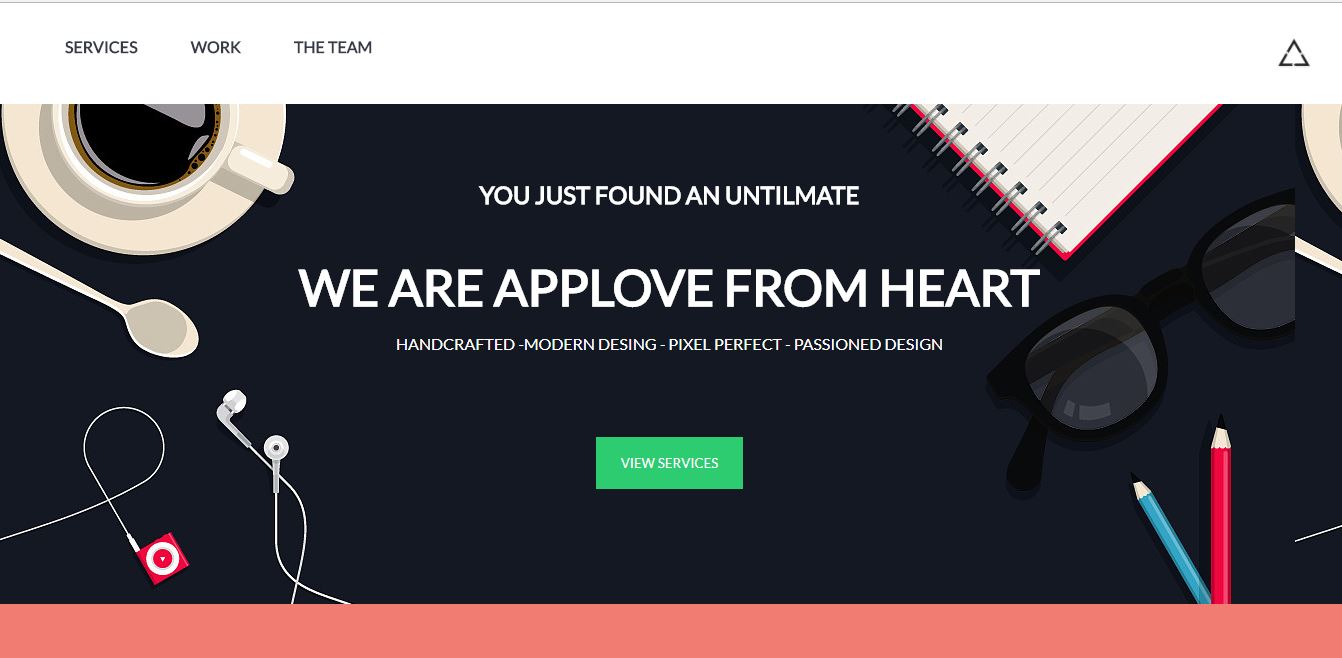 SERVICES WORK THE TEAM
YOU JUST FOUND AN UNTILMATE
WE ARE APPLOVE FROM HEART
HANDCRAFTED -MODERN DESING - PIXEL PERFECT - PASSIONED DESIGN
VIEW SERVICES